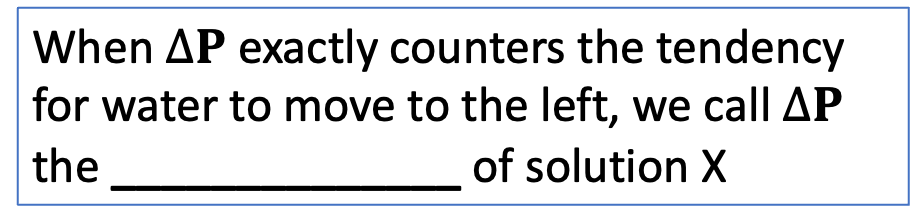 When Δ𝐏 exactly counters the tendency
for water to move to the left, we call Δ𝐏
the ________________ of solution X